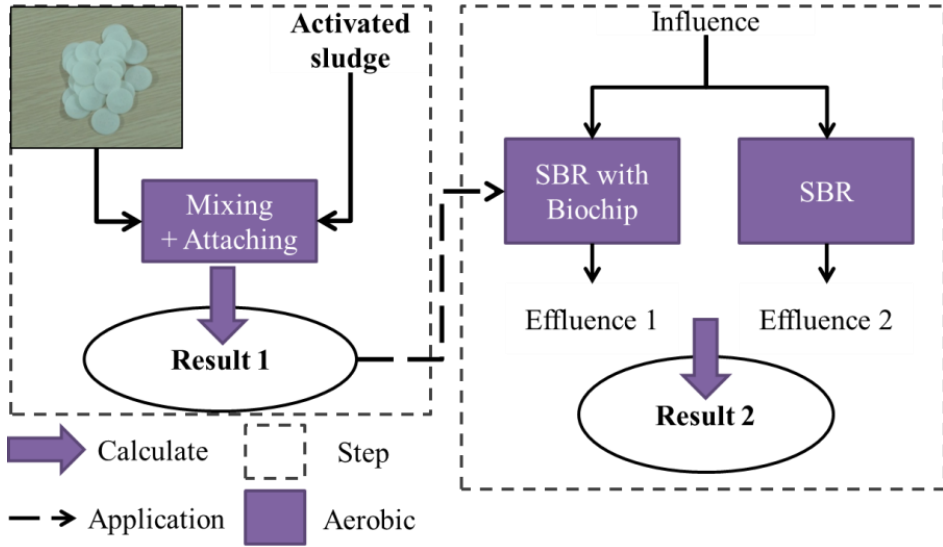 Activated
sludge
Mixing
+ Attaching
Result 1
Influence
SBR with
Biochip
SBR
Effluence 1
Effluence 2
Result 2
Calculate
Step
Application
Aerobic